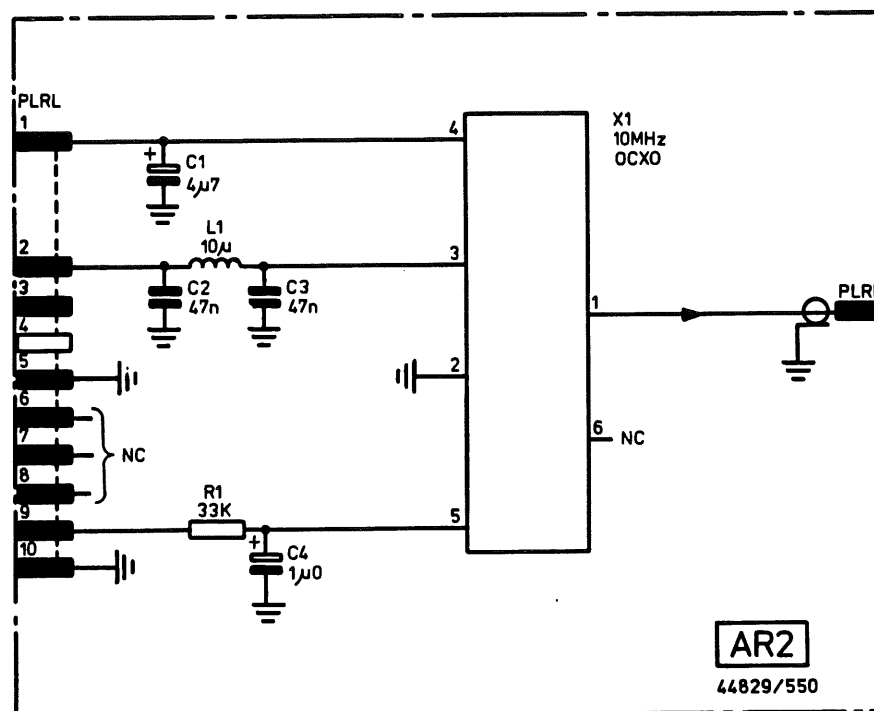 PLRL
1
4
X1
10MHz
OCXO
+
C1
4µ7
L1
10µ
2
3
C2
47n
C3
47n
3
1
PLR
4
5
2
6
7
NC
8
6
NC
9
R1
33K
5
10
+
C4
1µ0
AR2
44829/550